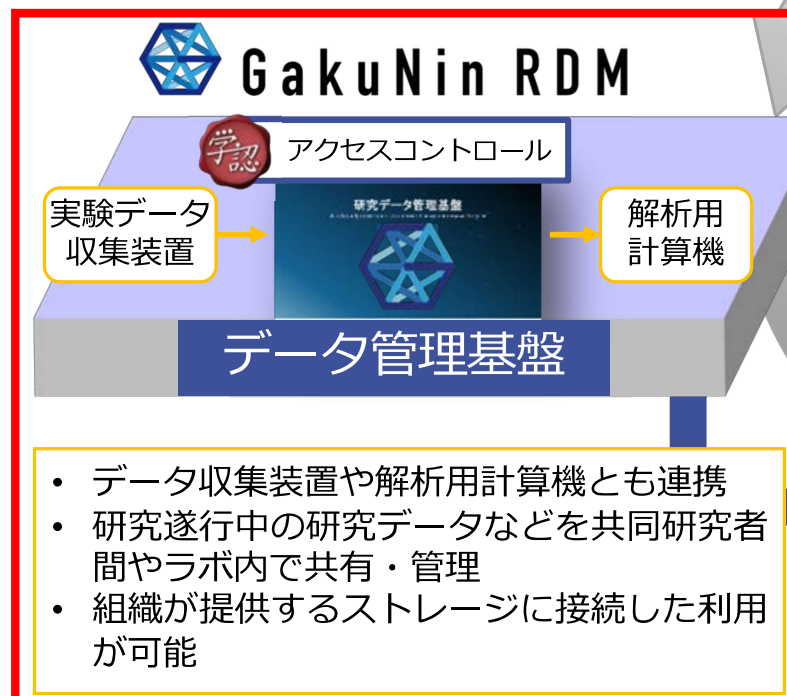 GakuNin RDM
学認
アクセスコントロール
実験データ
収集装置
研究データ管理基盤
解析用
計算機
データ管理基盤
• データ収集装置や解析用計算機とも連携
• 研究遂行中の研究データなどを共同研究者
間やラボ内で共有・管理
• 組織が提供するストレージに接続した利用
が可能